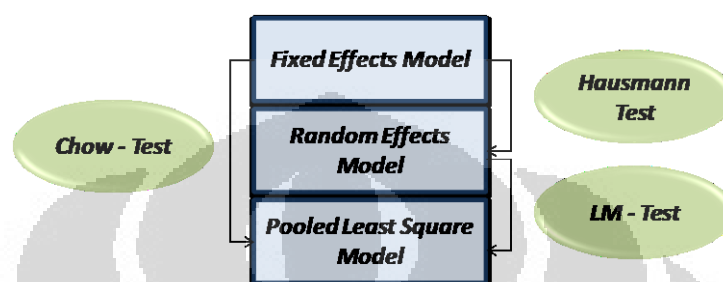 Fixed Effects Model
Hausmann
Test
Chow - Test
Random Effects
Model
LM - Test
Pooled Least Square
Model